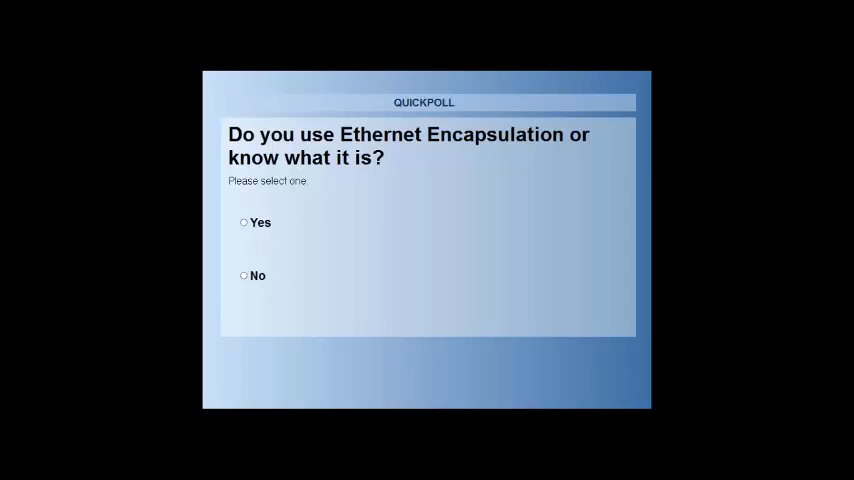 QUICKPOLL
Do you use Ethernet Encapsulation or
know what it is?
Please select one:
Yes
No